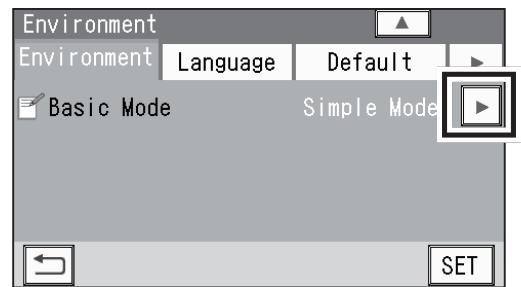 Environment
Environment Language Default
Basic Mode Simple Mode
SET